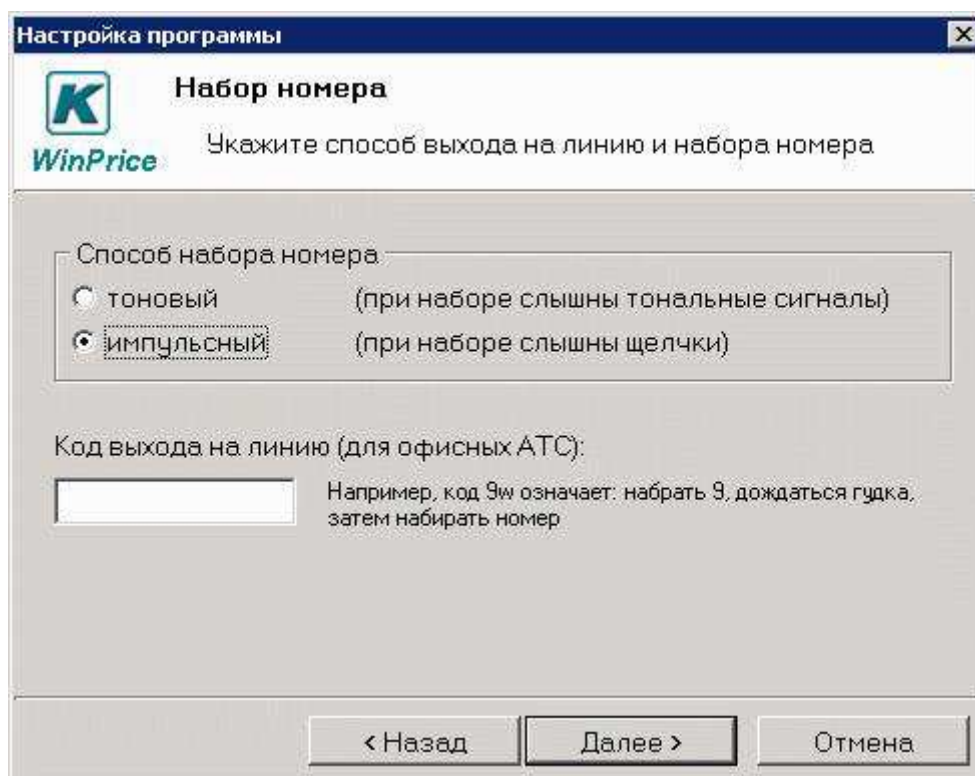 Настройка программы
K
WinPrice
Набор номера
Укажите способ выхода на линию и набора номера
Способ набора номера
тоновый (при наборе слышны тональные сигналы)
импульсный (при наборе слышны щелчки)
Код выхода на линию (для офисных АТС):
Например, код 9w означает: набрать 9, дождаться гудка,
затем набирать номер
< Назад Далее > Отмена